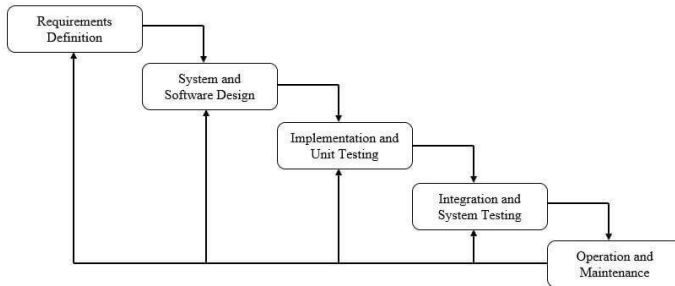 Requirements
Definition
System and
Software Design
Implementation and
Unit Testing
Integration and
System Testing
Operation and
Maintenance